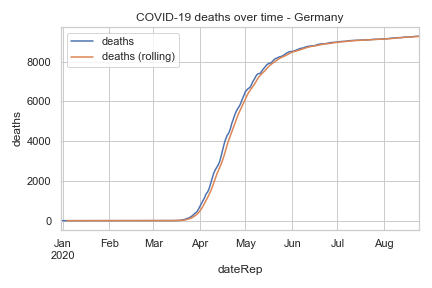 COVID-19 deaths over time - Germany
deaths
deaths (rolling)
8000
6000
4000
2000
0
deaths
Jan Feb Mar Apr May Jun Jul Aug
2020
dateRep